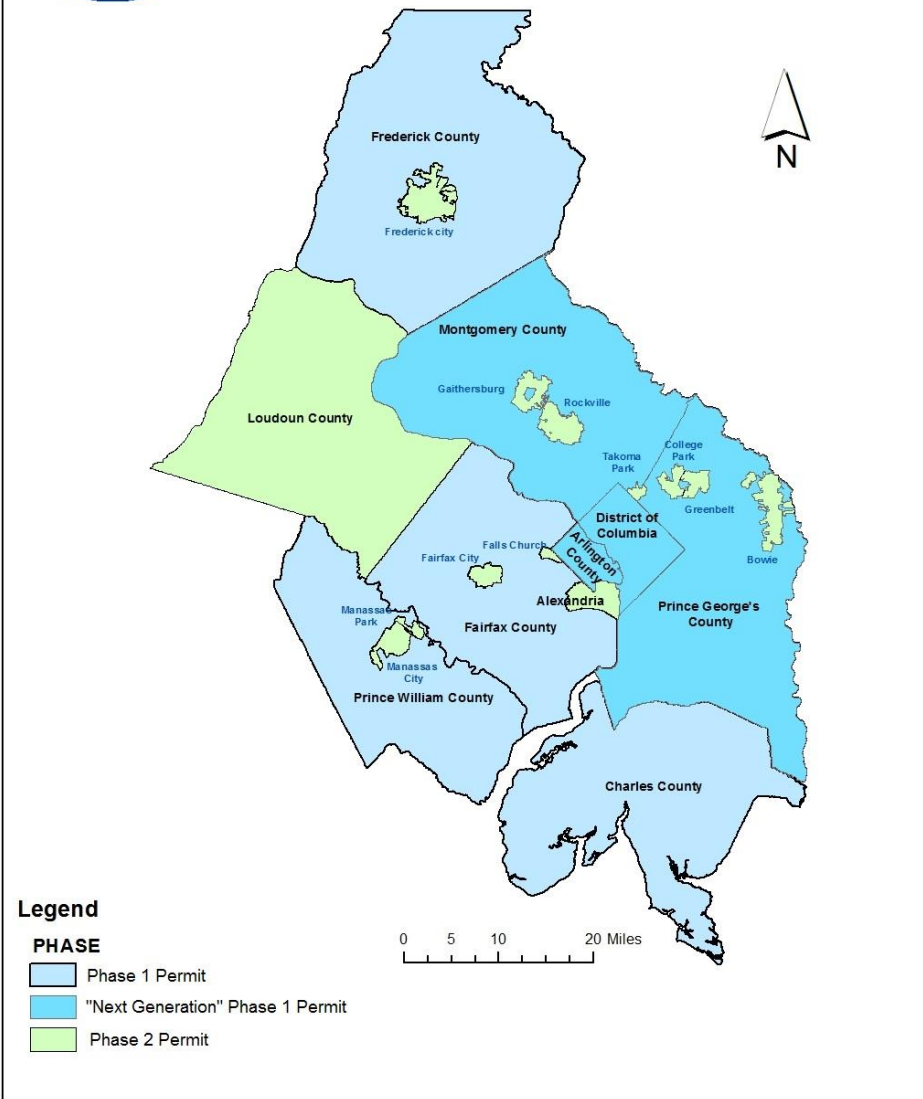 Frederick County
N
Frederick city
Montgomery County
Gaithersburg
Rockville
Loudoun County
College
Park
Takoma
Park
Greenbelt
District of
Columbia
Falls Church
Arlington
County
Fairfax City
Bowie
Alexandria
Prince George's
County
Manassas
Park
Fairfax County
Manassas
City
Prince William County
Charles County
Legend
PHASE
0 5 10 20 Miles
Phase 1 Permit
"Next Generation" Phase 1 Permit
Phase 2 Permit